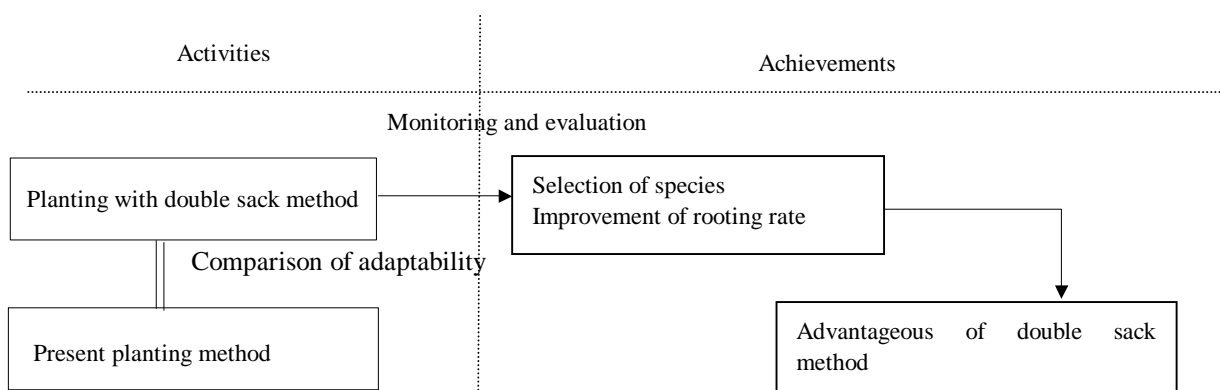 Activities
Achievements
Monitoring and evaluation
Planting with double sack method
Selection of species
Improvement of rooting rate
Comparison of adaptability
Present planting method
Advantageous of double sack
method